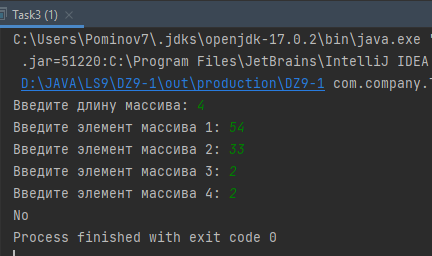 Task3 (1) ×
C:\Users\Pominov7\.jdks\openjdk-17.0.2\bin\java.exe "
.jar=51220:C:\Program Files\JetBrains\IntelliJ IDEA
D:\JAVA\LS9\DZ9-1\out\production\DZ9-1 com.company.
Введите длину массива: 4
Введите элемент массива 1: 54
Введите элемент массива 2: 33
Введите элемент массива 3: 2
Введите элемент массива 4: 2
No
Process finished with exit code 0